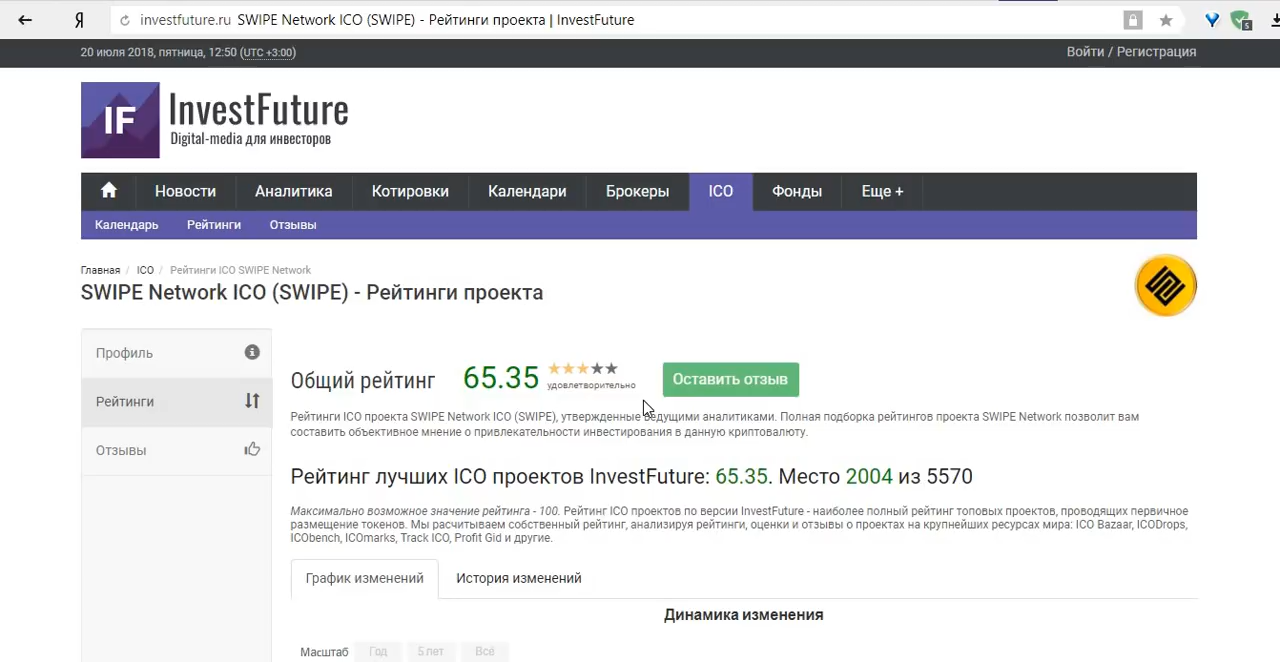 Я investfuture.ru SWIPE Network ICO (SWIPE) - Рейтинги проекта | InvestFuture
5
20 июля 2018, пятница, 12:50 (UTC +3:00)
Войти / Регистрация
IF
InvestFuture
Digital-media для инвесторов
Новости Аналитика Котировки Календари Брокеры ICO Фонды Еще +
Календарь Рейтинги Отзывы
Главная / ICO / Рейтинги ICO SWIPE Network
SWIPE Network ICO (SWIPE) - Рейтинги проекта
Профиль
Рейтинги
Отзывы
Общий рейтинг 65.35 удовлетворительно Оставить отзыв
Рейтинги ICO проекта SWIPE Network ICO (SWIPE), утвержденные ведущими аналитиками. Полная подборка рейтингов проекта SWIPE Network позволит вам
составить объективное мнение о привлекательности инвестирования в данную криптовалюту.
Рейтинг лучших ICO проектов InvestFuture: 65.35. Место 2004 из 5570
Максимально возможное значение рейтинга - 100. Рейтинг ICO проектов по версии InvestFuture - наиболее полный рейтинг топовых проектов, проводящих первичное
размещение токенов. Мы расчитываем собственный рейтинг, анализируя рейтинги, оценки и отзывы о проектах на крупнейших ресурсах мира: ICO Bazaar, ICODrops,
ICObench, ICOmarks, Track ICO, Profit Gid и другие.
График изменений История изменений
Динамика изменения
Масштаб Год 5 лет Всё